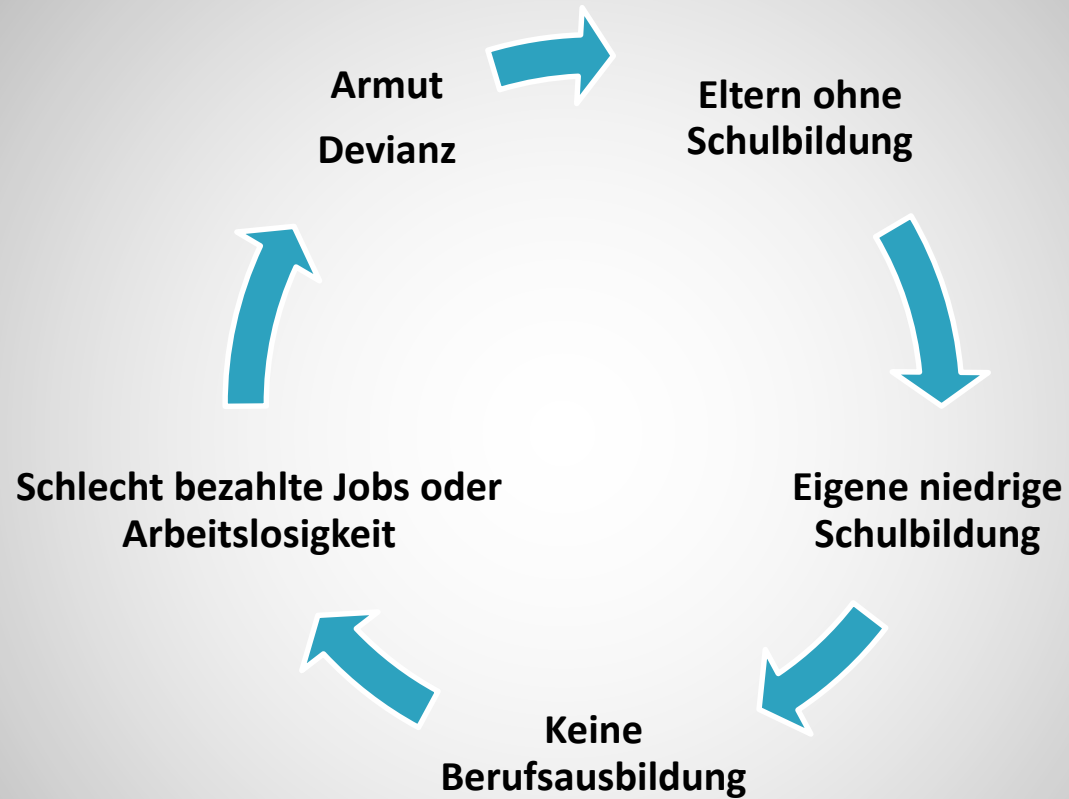 Armut
Devianz
Eltern ohne
Schulbildung
Eigene niedrige
Schulbildung
Keine
Berufsausbildung
Schlecht bezahlte Jobs oder
Arbeitslosigkeit